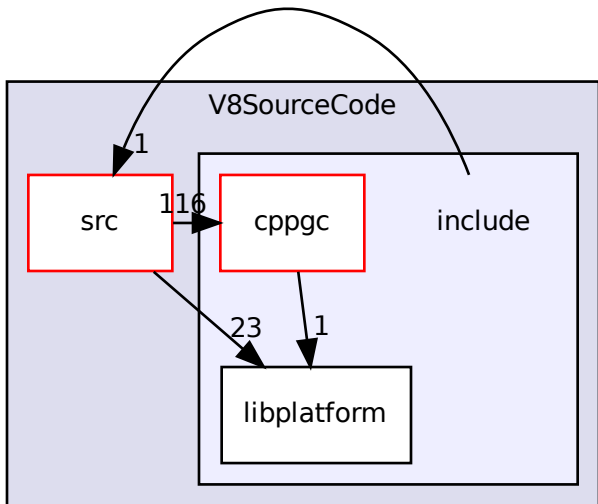 V8SourceCode
1
src
116
cppgc
include
23
1
libplatform